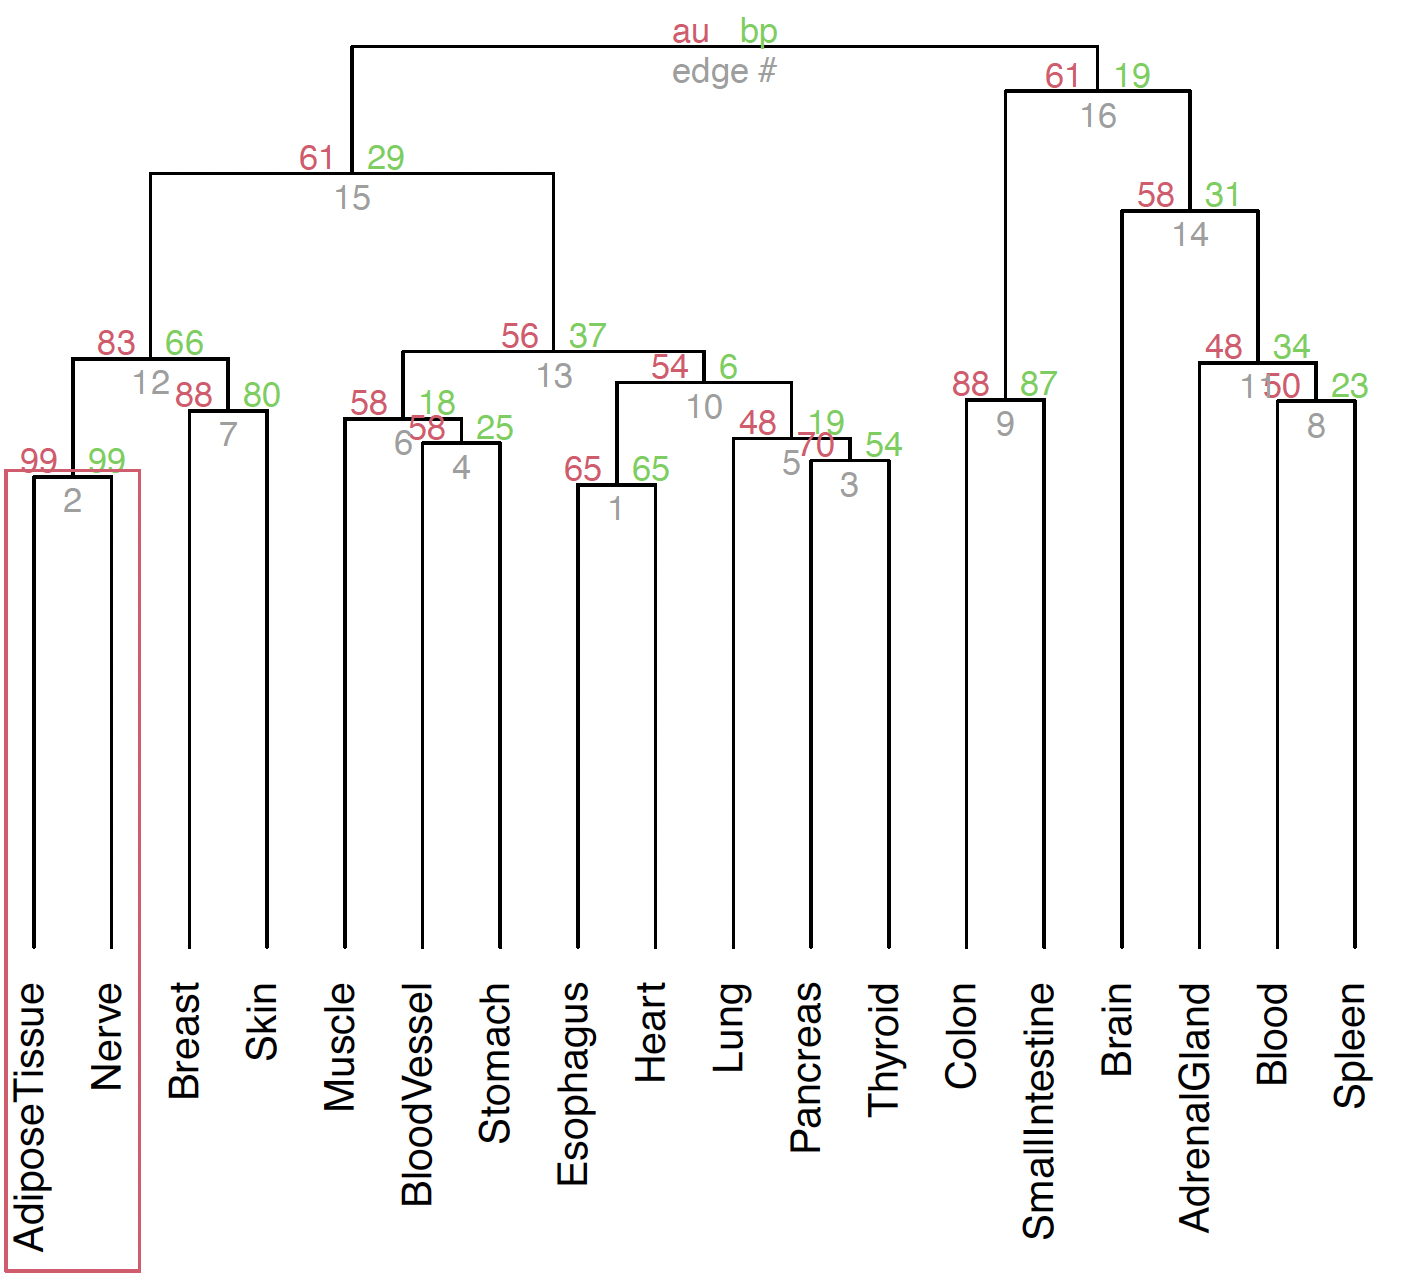 au bp
edge #
61 19
16
61 29
15
58 31
14
83 66
12
56 37
13
54 6
10
48 34
11
88 80
7
58 18
6
58 25
4
48 19
5
70 54
3
88 87
9
50 23
8
99 99
2
65 65
1
AdiposeTissue
Nerve
Breast
Skin
Muscle
BloodVessel
Stomach
Esophagus
Heart
Lung
Pancreas
Thyroid
Colon
SmallIntestine
Brain
AdrenalGland
Blood
Spleen